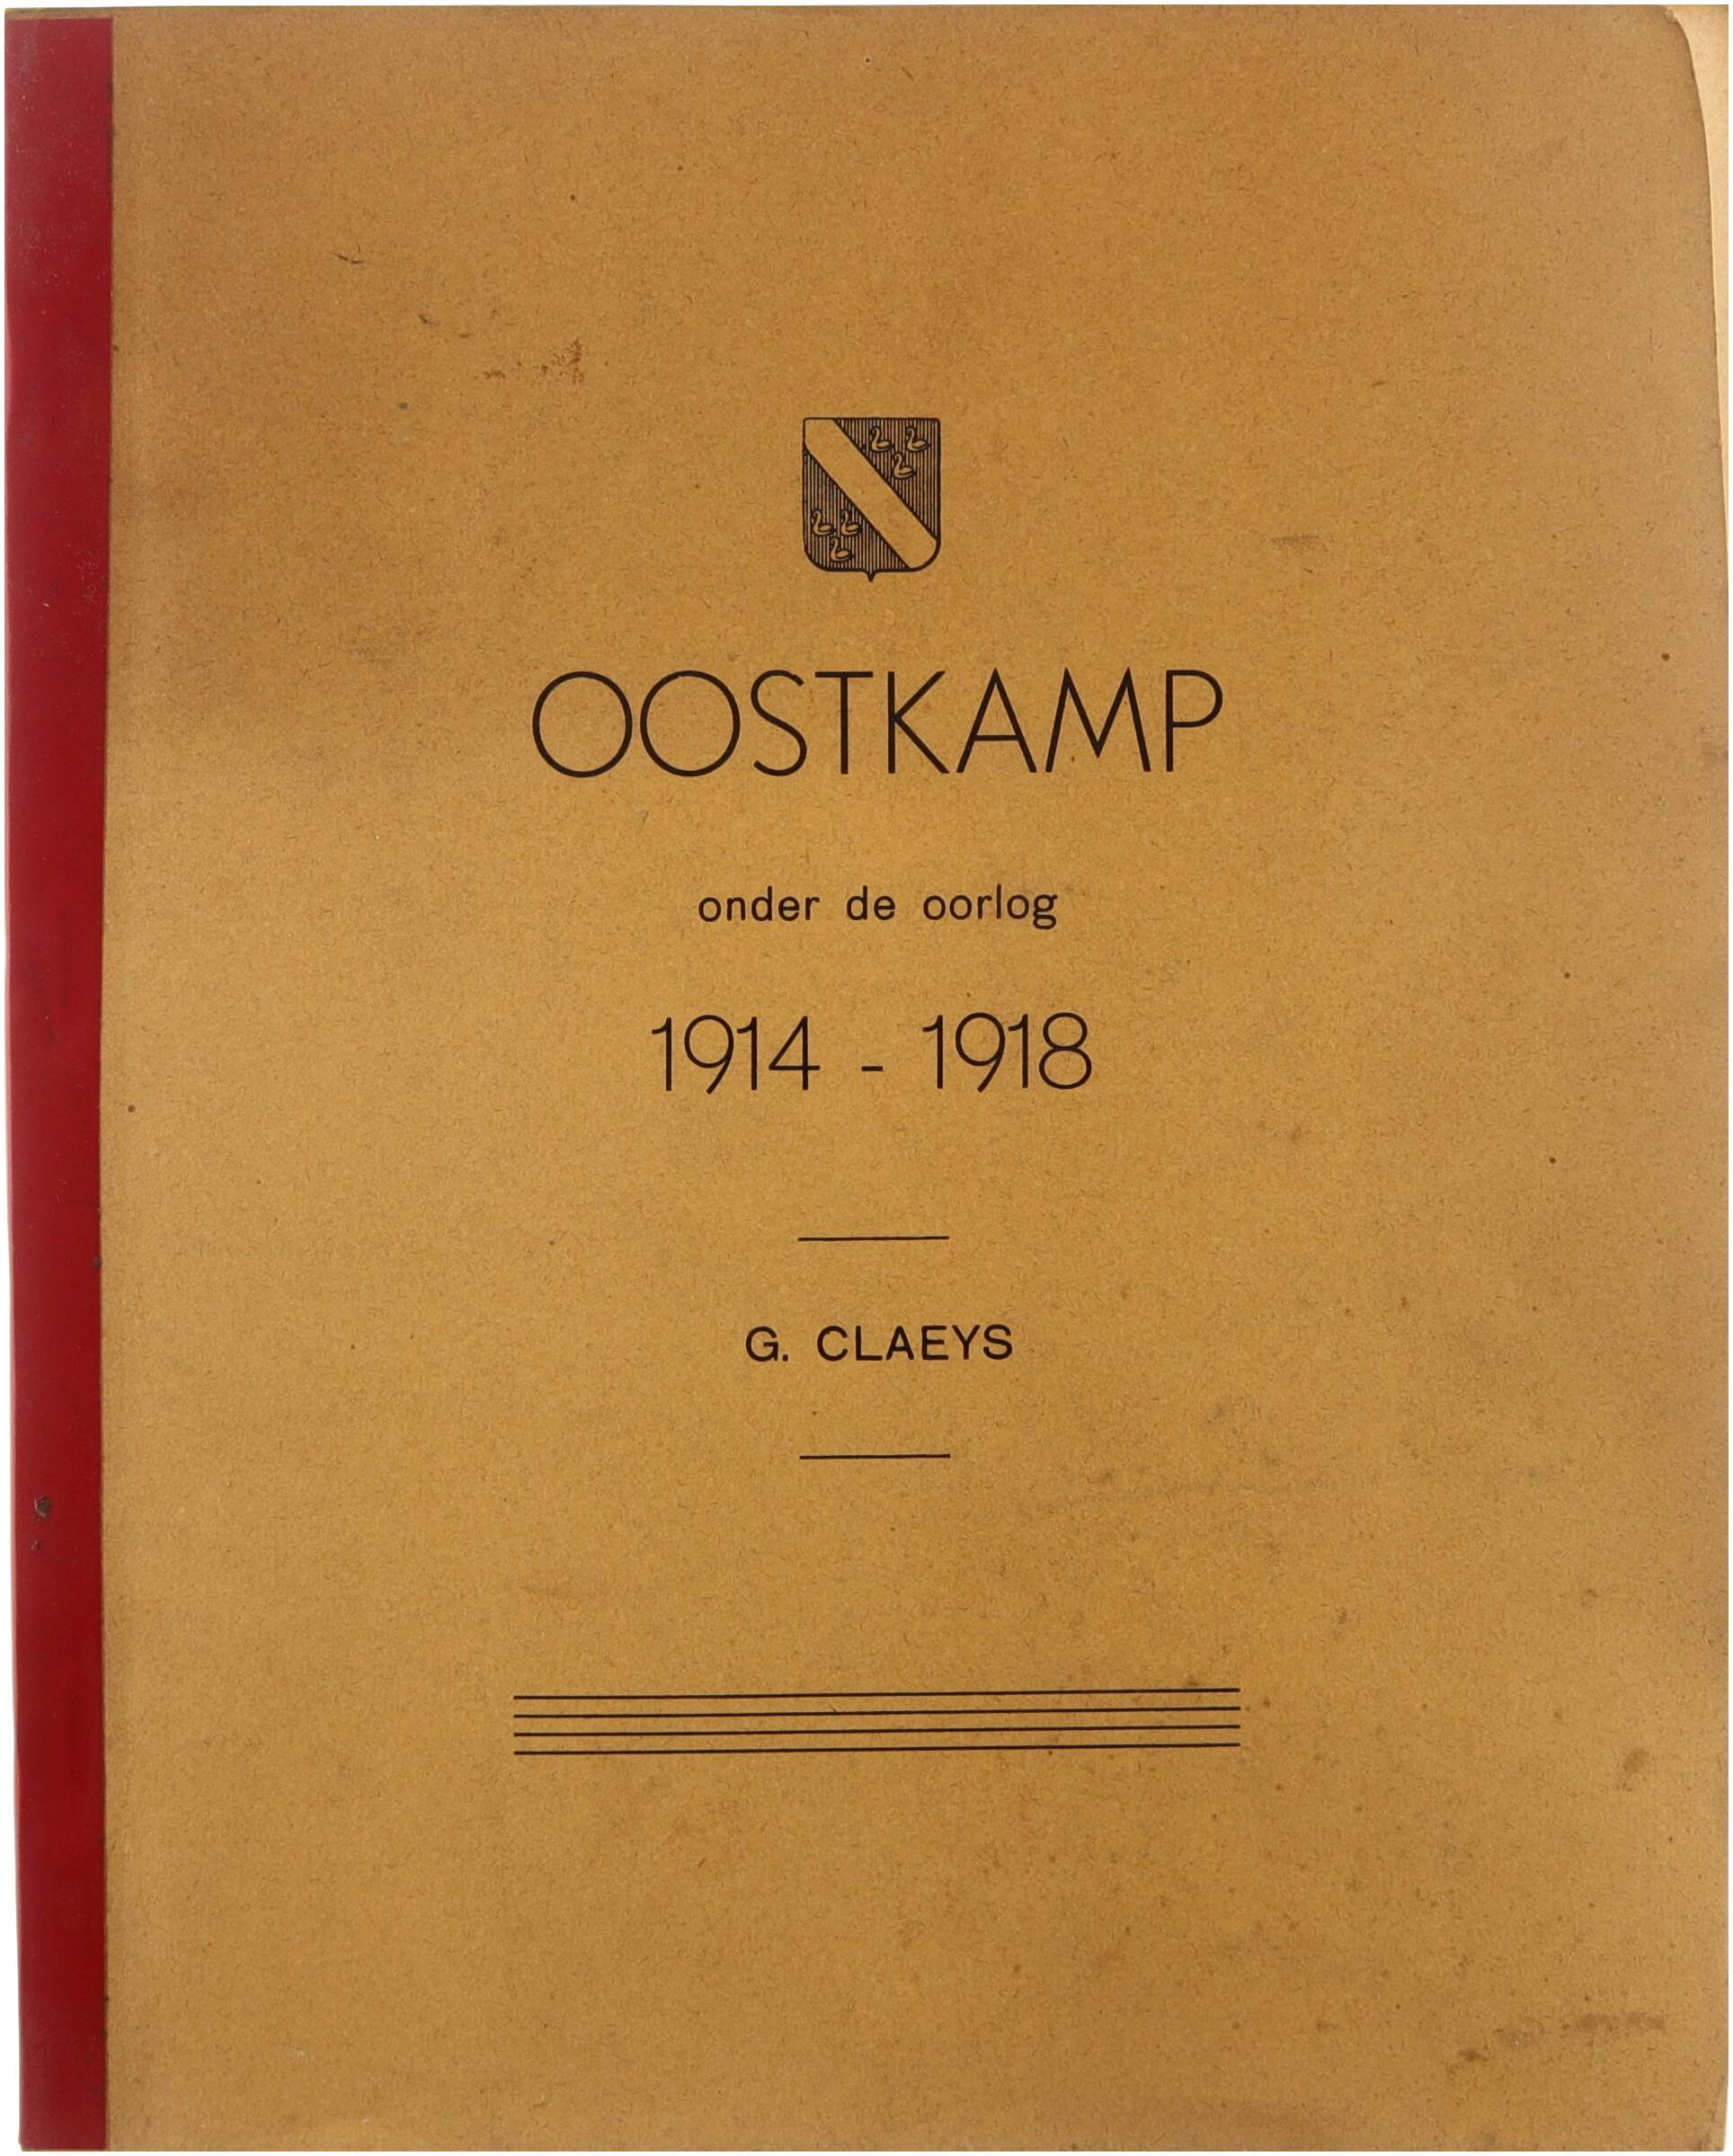 OOSTKAMP
onder de oorlog
1914 - 1918
G. CLAEYS